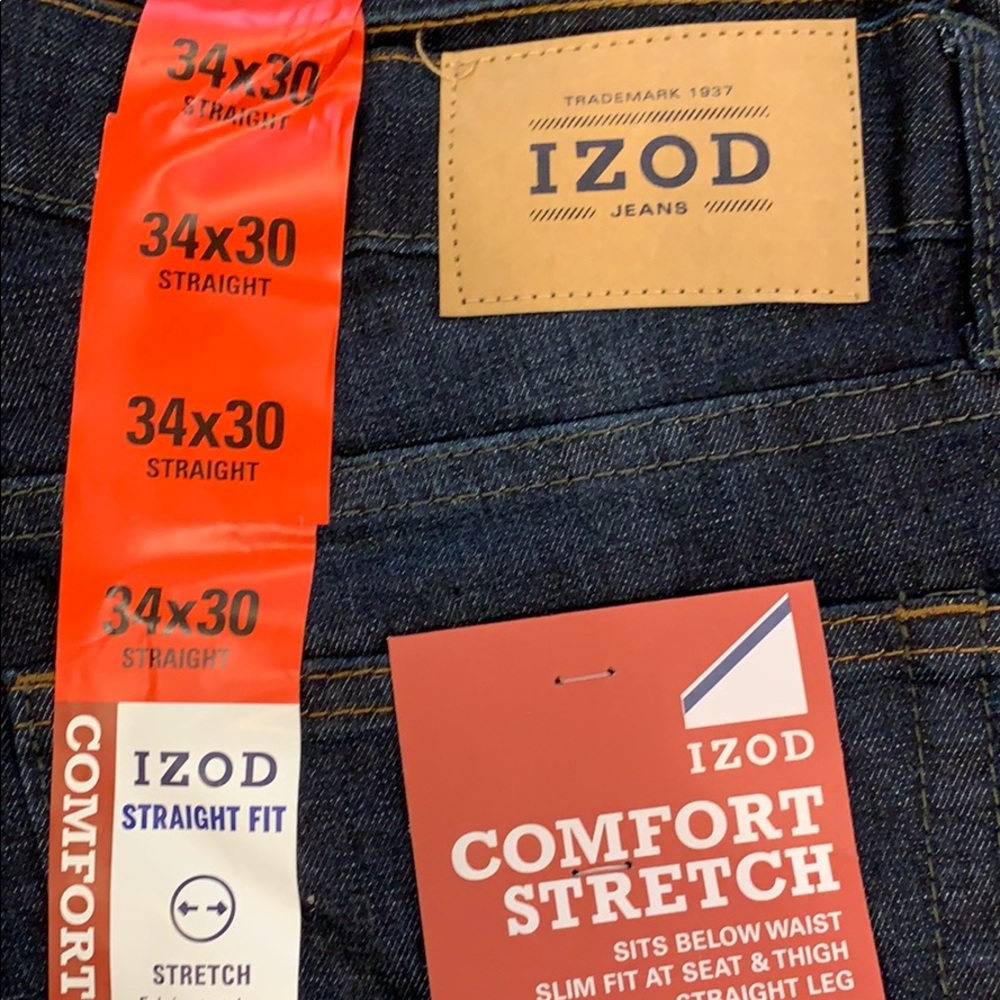 34x30
STRAIGHT
34x30
STRAIGHT
34x30
STRAIGHT
34x30
STRAIGHT
COMFORT
IZOD
STRAIGHT FIT
STRETCH
TRADEMARK 1937
IZOD
JEANS
IZOD
COMFORT
STRETCH
SITS BELOW WAIST
SLIM FIT AT SEAT & THIGH
STRAIGHT LEG